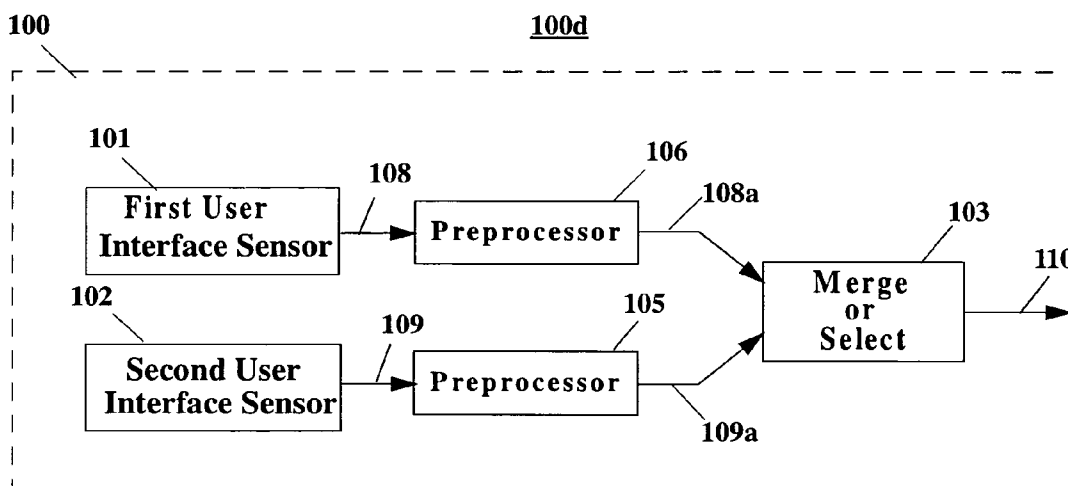 100
100d
101
108
106
108a
103
110
First User
Interface Sensor
Preprocessor
Merge
or
Select
102
109
105
109a
Second User
Interface Sensor
Preprocessor